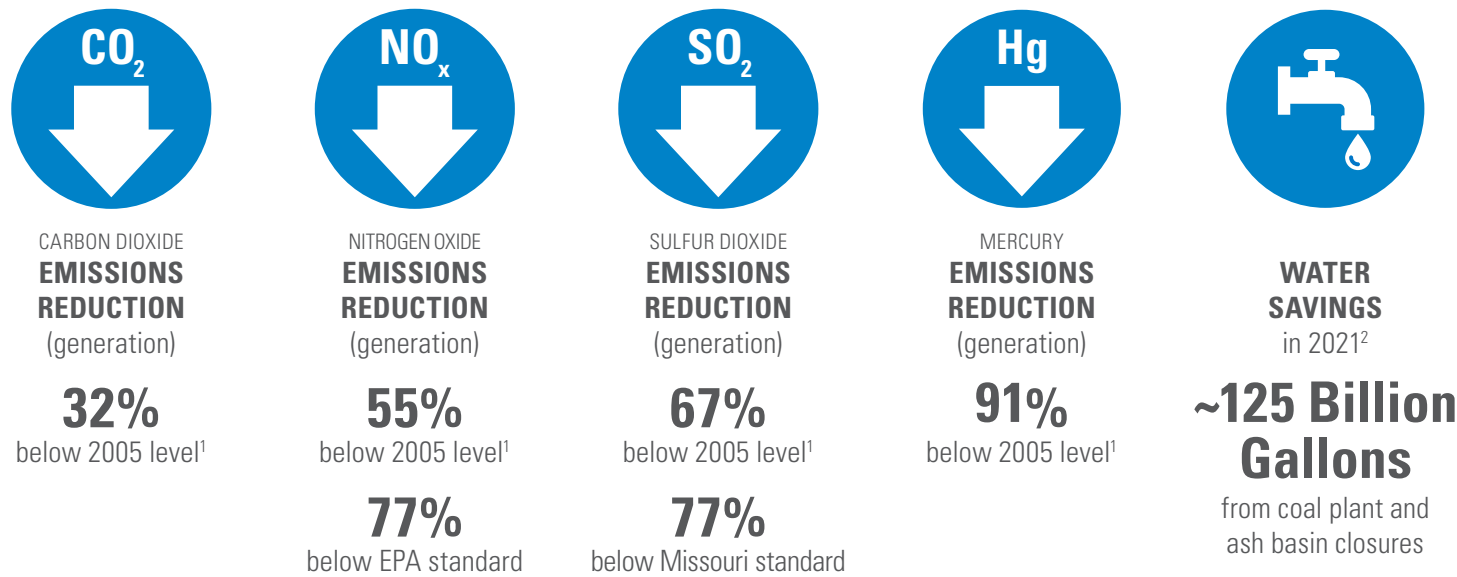 CO₂
CARBON DIOXIDE
EMISSIONS
REDUCTION
(generation)
32%
below 2005 level¹
NOₓ
NITROGEN OXIDE
EMISSIONS
REDUCTION
(generation)
55%
below 2005 level¹
77%
below EPA standard
SO₂
SULFUR DIOXIDE
EMISSIONS
REDUCTION
(generation)
67%
below 2005 level¹
77%
below Missouri standard
Hg
MERCURY
EMISSIONS
REDUCTION
(generation)
91%
below 2005 level¹
WATER
SAVINGS
in 2021²
~125 Billion
Gallons
from coal plant and
ash basin closures